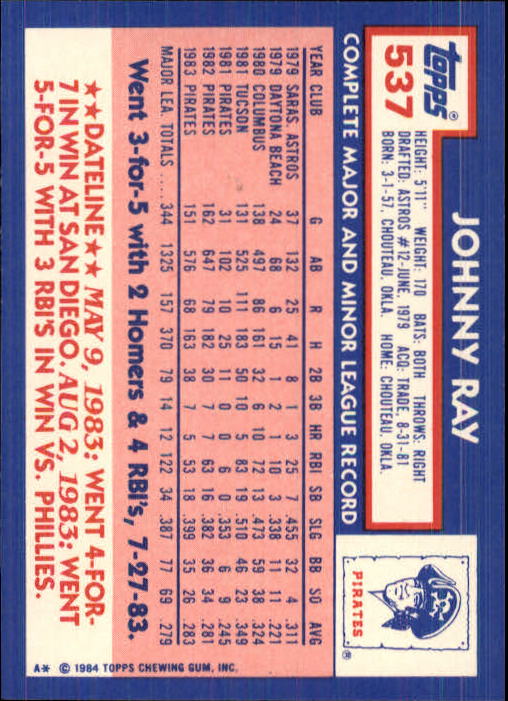 Topps®
537
JOHNNY RAY
HEIGHT: 5'11" WEIGHT: 170 BATS: BOTH THROWS: RIGHT
DRAFTED: ASTROS #12-JUNE, 1979 ACQ: TRADE, 8-31-81
BORN: 3-1-57, CHOUTEAU, OKLA. HOME: CHOUTEAU, OKLA.
PIRATES
COMPLETE MAJOR AND MINOR LEAGUE RECORD
YEAR CLUB G AB R H 2B 3B HR RBI SB SLG BB SO AVG
1979 SARAS. ASTROS 37 132 25 41 8 1 3 25 7 .455 32 4 .311
1979 DAYTONA BEACH 24 68 6 15 1 2 1 10 3 .338 11 11 .221
1980 COLUMBUS 138 497 86 161 32 6 10 72 13 .473 59 38 .324
1981 TUCSON 131 525 111 183 50 10 5 83 19 .510 46 23 .349
1981 PIRATES 31 102 10 25 11 0 0 6 0 .353 6 9 .245
1982 PIRATES 162 647 79 182 30 7 7 63 16 .382 36 34 .281
1983 PIRATES 151 576 68 163 38 7 5 53 18 .399 35 26 .283
MAJOR LEA. TOTALS .... 344 1325 157 370 79 14 12 122 34 .387 77 69 .279
Went 3-for-5 with 2 Homers & 4 RBI's, 7-27-83.
★★DATELINE★★ MAY 9, 1983: WENT 4-FOR-
7 IN WIN AT SAN DIEGO. AUG 2, 1983: WENT
5-FOR-5 WITH 3 RBI'S IN WIN VS. PHILLIES.
A* © 1984 TOPPS CHEWING GUM, INC.